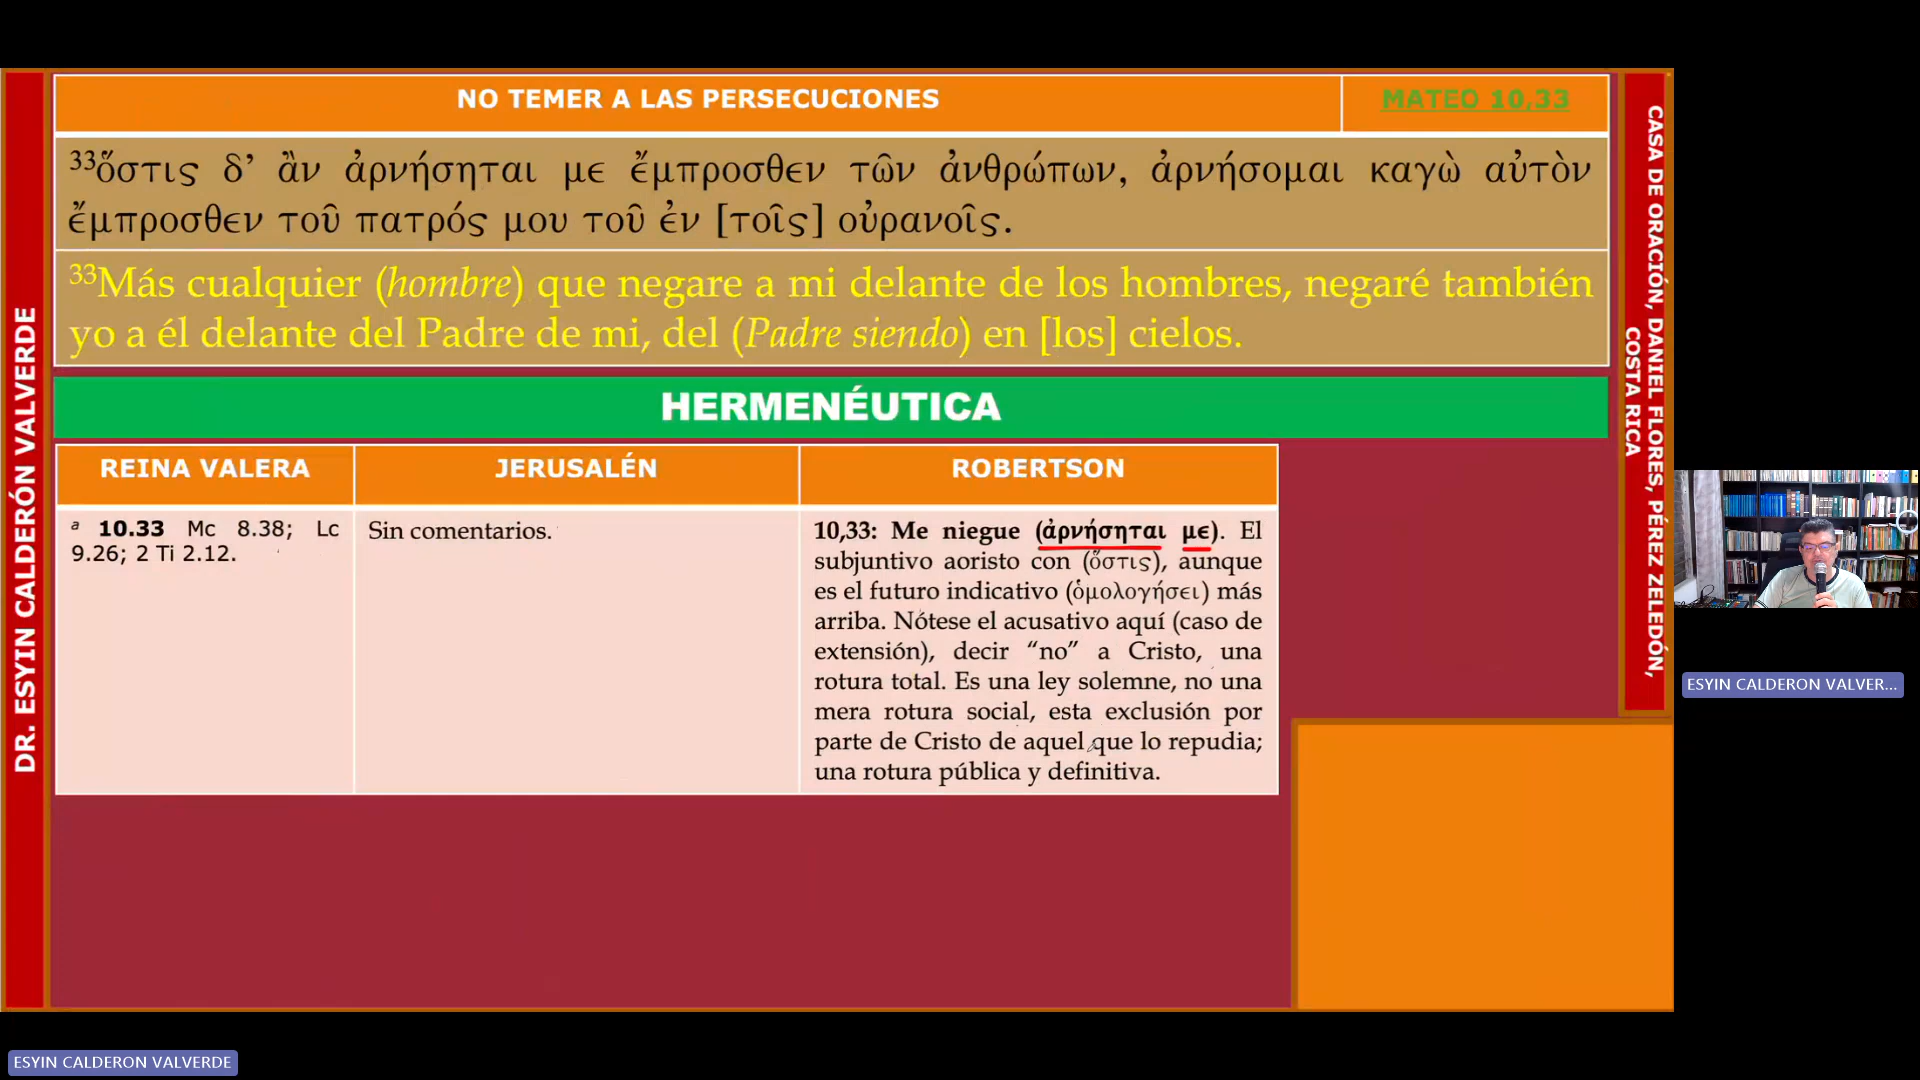 NO TEMER A LAS PERSECUCIONES
MATEO 10,33
³³ὅστις δ’ ἂν ἀρνήσηται με ἔμπροσθεν τῶν ἀνθρώπων, ἀρνήσομαι καγὼ αὐτὸν
ἔμπροσθεν τοῦ πατρός μου τοῦ ἐν [τοῖς] οὐρανοῖς.
³³Más cualquier (hombre) que negare a mi delante de los hombres, negaré también
yo a él delante del Padre de mi, del (Padre siendo) en [los] cielos.
HERMENÉUTICA
REINA VALERA
JERUSALÉN
ROBERTSON
ᵃ 10.33 Mc 8.38; Lc
9.26; 2 Ti 2.12.
Sin comentarios.
10,33: Me niegue (ἀρνήσηται με). El
subjuntivo aoristo con (ὅστις), aunque
es el futuro indicativo (ὁμολογήσει) más
arriba. Nótese el acusativo aquí (caso de
extensión), decir “no” a Cristo, una
rotura total. Es una ley solemne, no una
mera rotura social, esta exclusión por
parte de Cristo de aquel que lo repudia;
una rotura pública y definitiva.
DR. ESYIN CALDERÓN VALVERDE
CASA DE ORACIÓN, DANIEL FLORES, PÉREZ ZELEDÓN,
COSTA RICA
ESYIN CALDERON VALVER...
ESYIN CALDERON VALVERDE